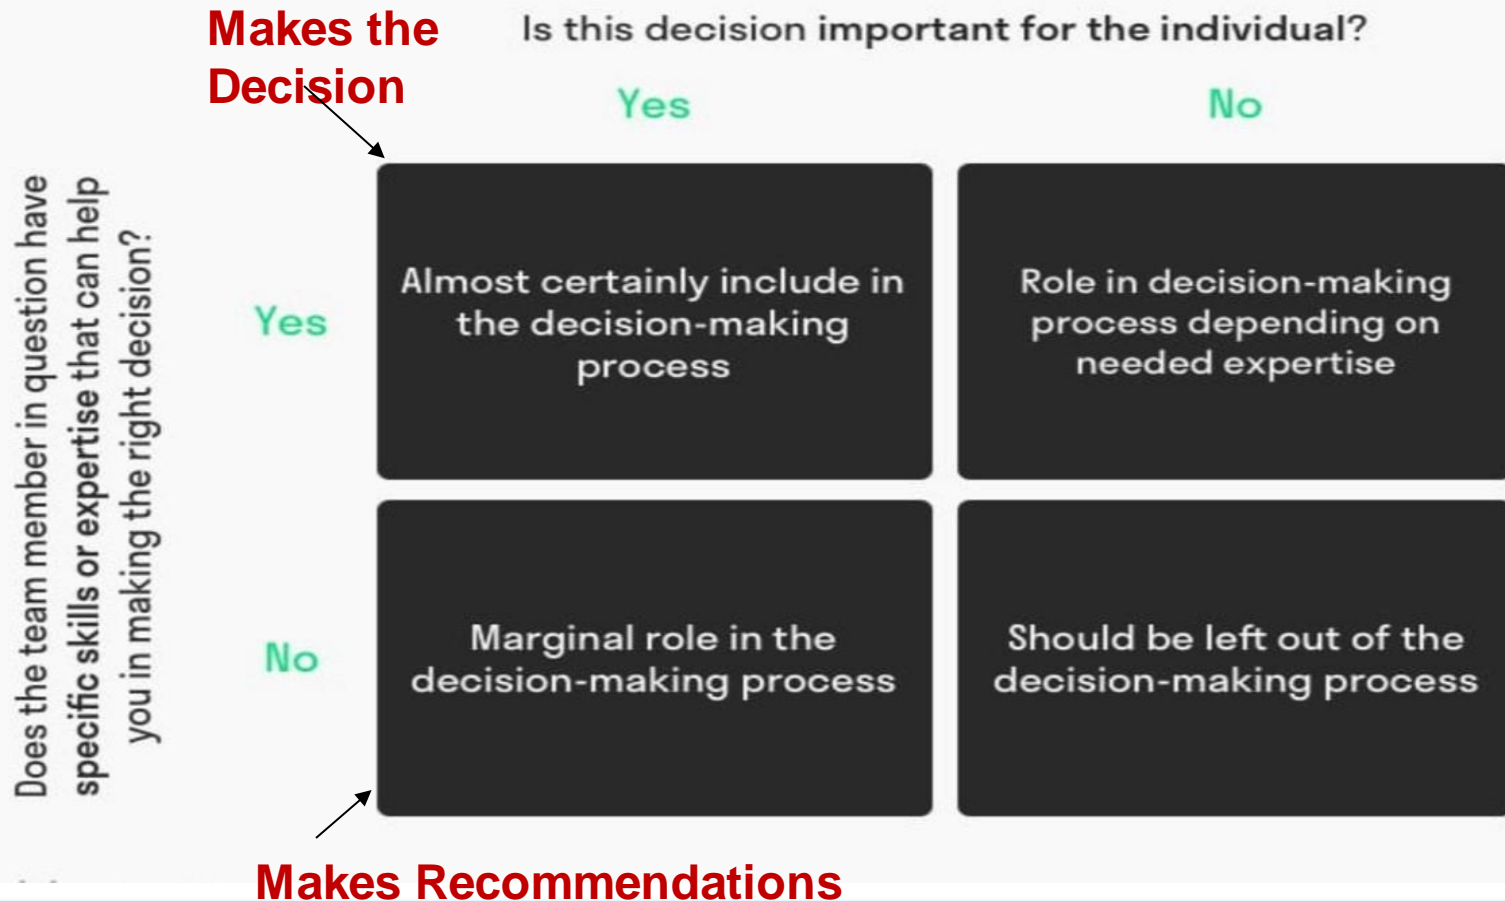 Makes the
Decision
Is this decision important for the individual?
Yes
No
Does the team member in question have
specific skills or expertise that can help
you in making the right decision?
Yes
Almost certainly include in
the decision-making
process
Role in decision-making
process depending on
needed expertise
No
Marginal role in the
decision-making process
Should be left out of the
decision-making process
Makes Recommendations